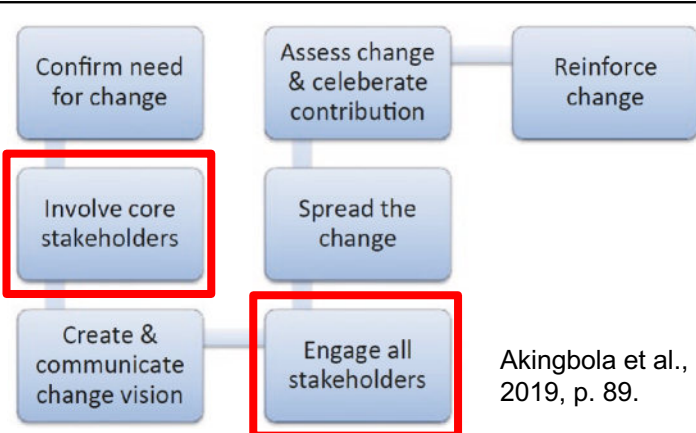 Confirm need
for change
Involve core
stakeholders
Create &
communicate
change vision
Engage all
stakeholders
Spread the
change
Assess change
& celeberate
contribution
Reinforce
change
Akingbola et al.,
2019, p. 89.